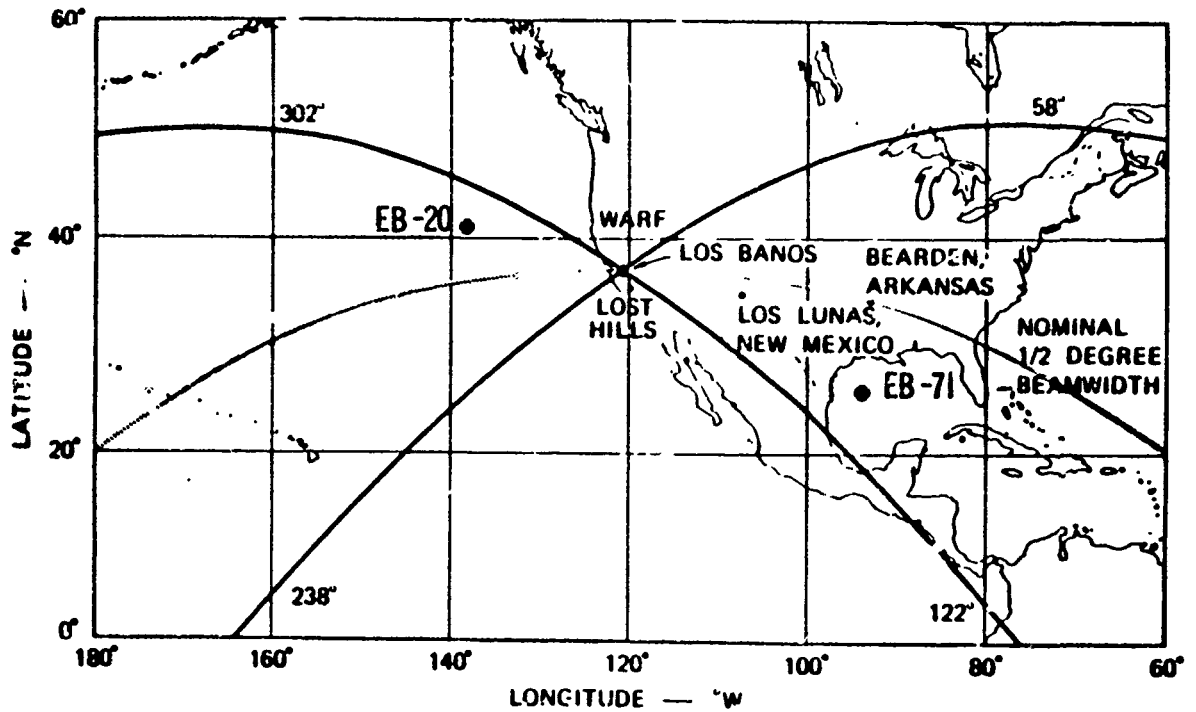 60°
302°
58°
EB-20
WARF
40°
LOS BANOS
BEARDEN,
ARKANSAS
LOST
HILLS
LOS LUNAS,
NEW MEXICO
NOMINAL
1/2 DEGREE
BEAMWIDTH
EB-71
20°
238°
122°
0°
180°
160°
140°
120°
100°
80°
60°
LATITUDE — °N
LONGITUDE — °W